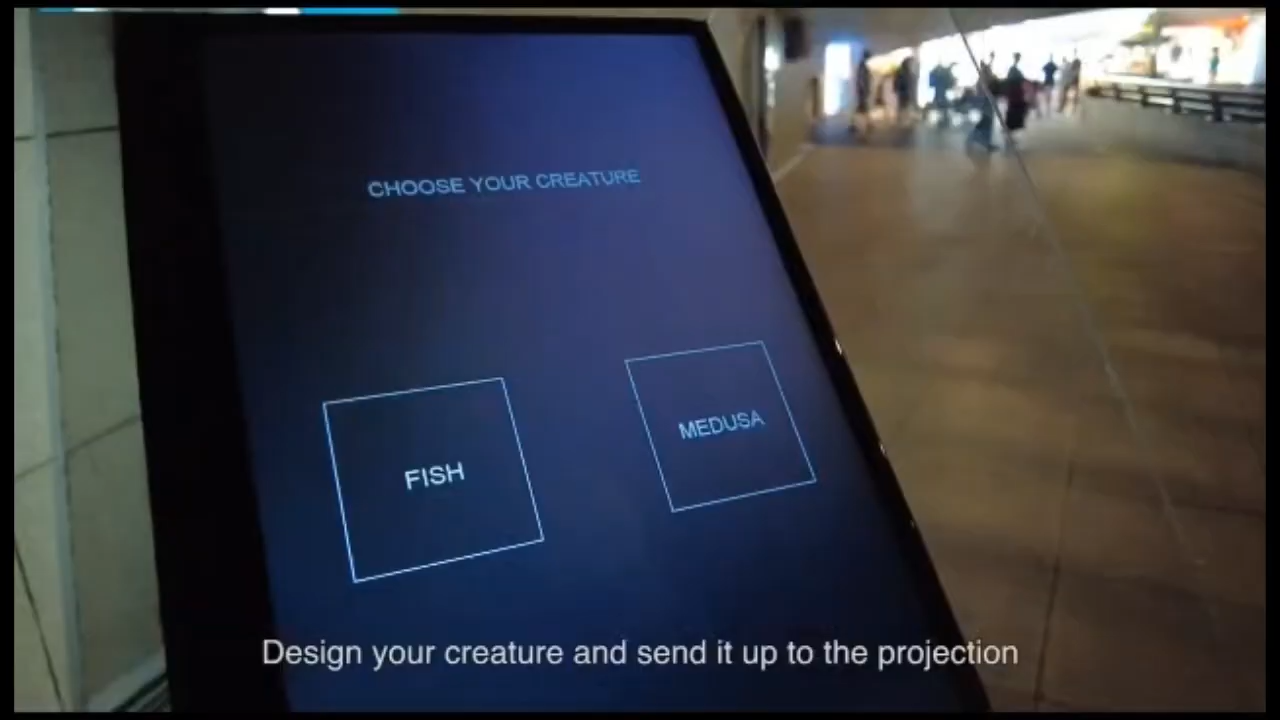 CHOOSE YOUR CREATURE
FISH
MEDUSA
Design your creature and send it up to the projection